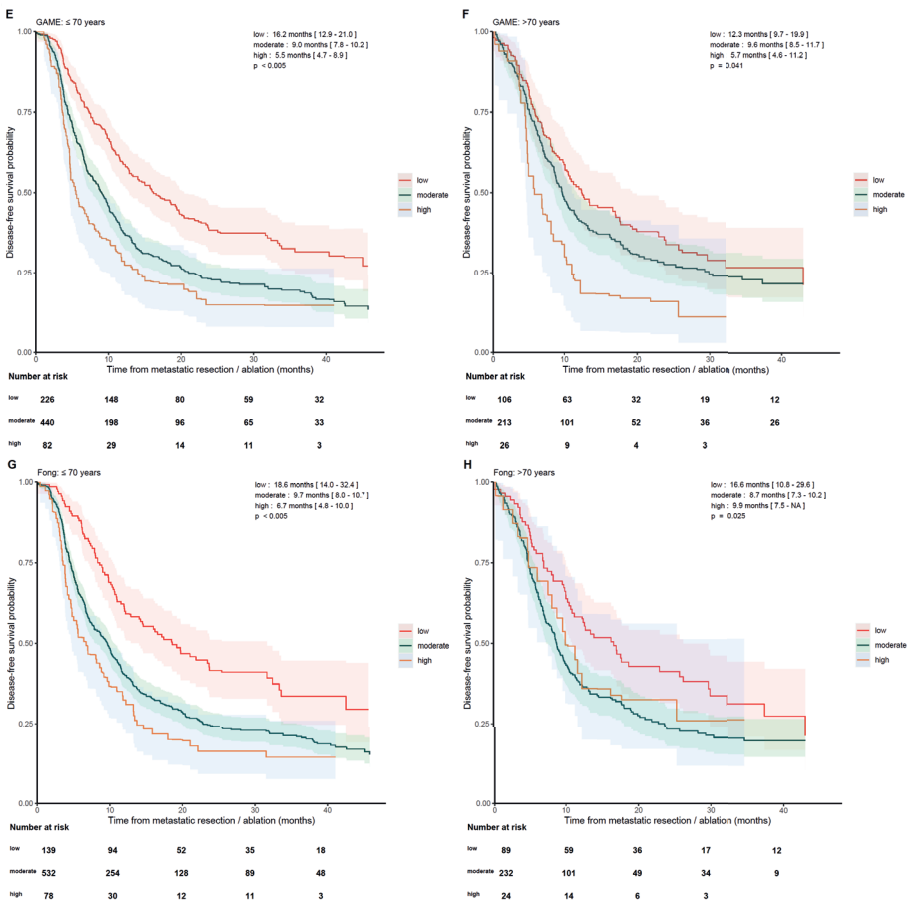 E
GAME: ≤ 70 years
low : 16.2 months [ 12.9 - 21.0]
moderate : 9.0 months [ 7.8 - 10.2]
high : 5.5 months [ 4.7 - 8.9]
p < 0.005
Disease-free survival probability
1.00
0.75
0.50
0.25
0.00
low
moderate
high
0 10 20 30 40
Time from metastatic resection / ablation (months)
Number at risk
low 226 148 80 59 32
moderate 440 198 96 65 33
high 82 29 14 11 3
F
GAME: >70 years
low : 12.3 months [ 9.7 - 19.9]
moderate : 9.6 months [ 8.5 - 11.7]
high : 5.7 months [ 4.6 - 11.2]
p = 0.041
Disease-free survival probability
1.00
0.75
0.50
0.25
0.00
low
moderate
high
0 10 20 30 40
Time from metastatic resection / ablation (months)
Number at risk
low 106 63 32 19 12
moderate 213 101 52 36 26
high 26 9 4 3
G
Fong: ≤ 70 years
low : 18.6 months [ 14.0 - 32.4]
moderate : 9.7 months [ 8.0 - 10.7]
high : 6.7 months [ 4.8 - 10.0]
p < 0.005
Disease-free survival probability
1.00
0.75
0.50
0.25
0.00
low
moderate
high
0 10 20 30 40
Time from metastatic resection / ablation (months)
Number at risk
low 139 94 52 35 18
moderate 532 254 128 89 48
high 78 30 12 11 3
H
Fong: >70 years
low : 16.6 months [ 10.8 - 29.6]
moderate : 8.7 months [ 7.3 - 10.2]
high : 9.9 months [ 7.5 - NA]
p = 0.025
Disease-free survival probability
1.00
0.75
0.50
0.25
0.00
low
moderate
high
0 10 20 30 40
Time from metastatic resection / ablation (months)
Number at risk
low 89 59 36 17 12
moderate 232 101 49 34 9
high 24 14 6 3